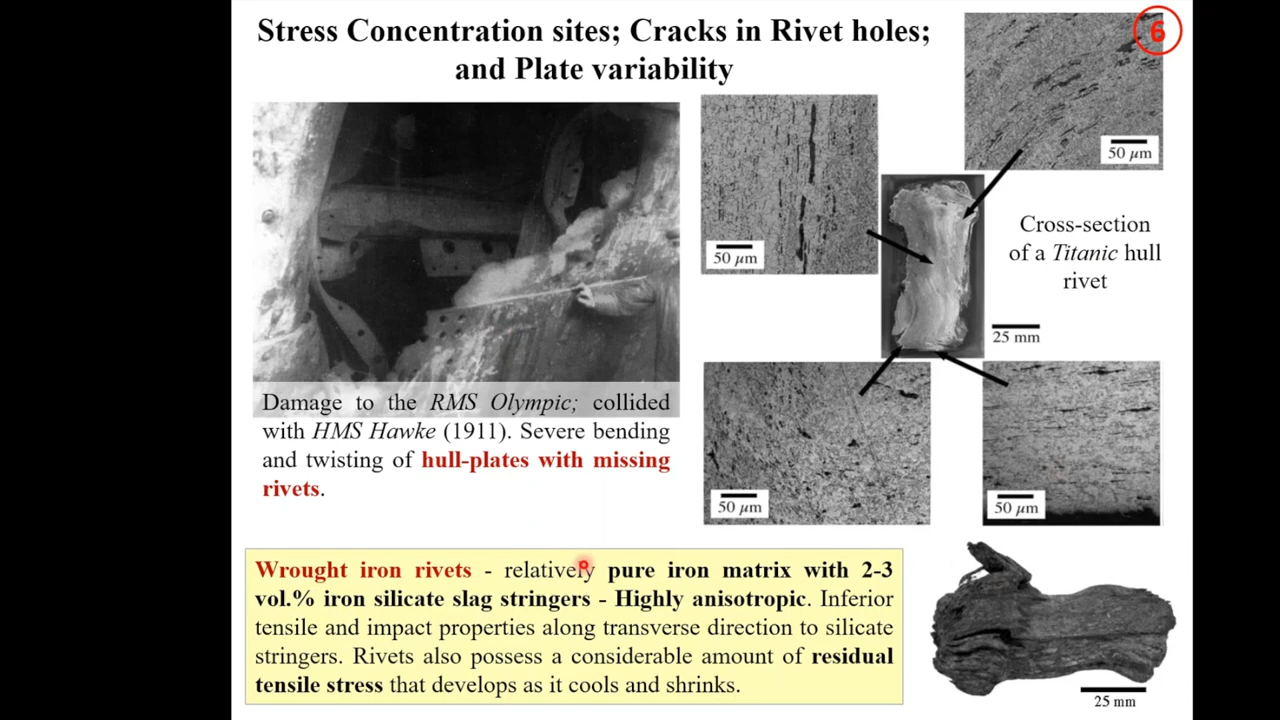 Stress Concentration sites; Cracks in Rivet holes;
and Plate variability
6
50 µm
50 µm
Cross-section
of a Titanic hull
rivet
25 mm
Damage to the RMS Olympic; collided
with HMS Hawke (1911). Severe bending
and twisting of hull-plates with missing
rivets.
50 µm
50 µm
Wrought iron rivets - relatively pure iron matrix with 2-3
vol.% iron silicate slag stringers - Highly anisotropic. Inferior
tensile and impact properties along transverse direction to silicate
stringers. Rivets also possess a considerable amount of residual
tensile stress that develops as it cools and shrinks.
25 mm